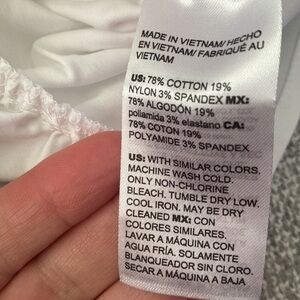 MADE IN VIETNAM/ HECHO
EN VIETNAM/ FABRIQUÉ AU
VIETNAM
US: 78% COTTON 19%
NYLON 3% SPANDEX MX:
78% ALGODÓN 19%
poliamida 3% elastano CA:
78% COTON 19%
POLYAMIDE 3% SPANDEX
US: WITH SIMILAR COLORS.
MACHINE WASH COLD.
ONLY NON-CHLORINE
BLEACH. TUMBLE DRY LOW.
COOL IRON. MAY BE DRY
CLEANED MX: CON
COLORES SIMILARES.
LAVAR A MÁQUINA CON
AGUA FRÍA. SOLAMENTE
BLANQUEADOR SIN CLORO.
SECAR A MÁQUINA A BAJA